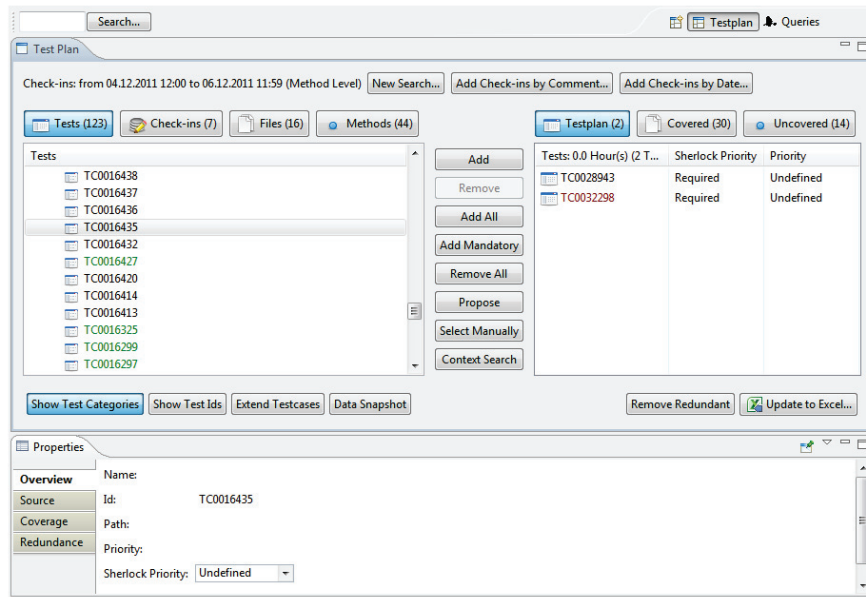 Search...
Testplan
Queries
Test Plan
Check-ins: from 04.12.2011 12:00 to 06.12.2011 11:59 (Method Level)
New Search...
Add Check-ins by Comment...
Add Check-ins by Date...
Tests (123)
Check-ins (7)
Files (16)
Methods (44)
Testplan (2)
Covered (30)
Uncovered (14)
Tests
TC0016438
TC0016437
TC0016436
TC0016435
TC0016432
TC0016427
TC0016420
TC0016414
TC0016413
TC0016325
TC0016299
TC0016297
Add
Remove
Add All
Add Mandatory
Remove All
Propose
Select Manually
Context Search
Tests: 0.0 Hour(s) (2 T... Sherlock Priority Priority
TC0028943 Required Undefined
TC0032298 Required Undefined
Show Test Categories
Show Test Ids
Extend Testcases
Data Snapshot
Remove Redundant
Update to Excel...
Properties
Overview
Source
Coverage
Redundance
Name:
Id: TC0016435
Path:
Priority:
Sherlock Priority: Undefined